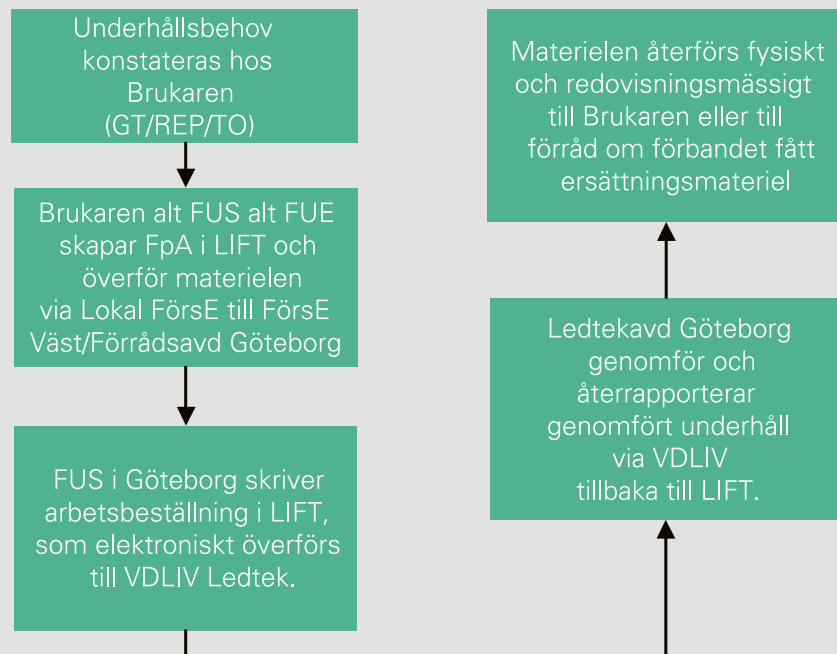 Underhållsbehov
konstateras hos
Brukaren
(GT/REP/TO)
Brukaren alt FUS alt FUE
skapar FpA i LIFT och
överför materielen
via Lokal FörsE till FörsE
Väst/Förrådsavd Göteborg
FUS i Göteborg skriver
arbetsbeställning i LIFT,
som elektroniskt överförs
till VDLIV Ledtek.
Ledtekavd Göteborg
genomför och
återrapporterar
genomfört underhåll
via VDLIV
tillbaka till LIFT.
Materielen återförs fysiskt
och redovisningsmässigt
till Brukaren eller till
förråd om förbandet fått
ersättningsmateriel